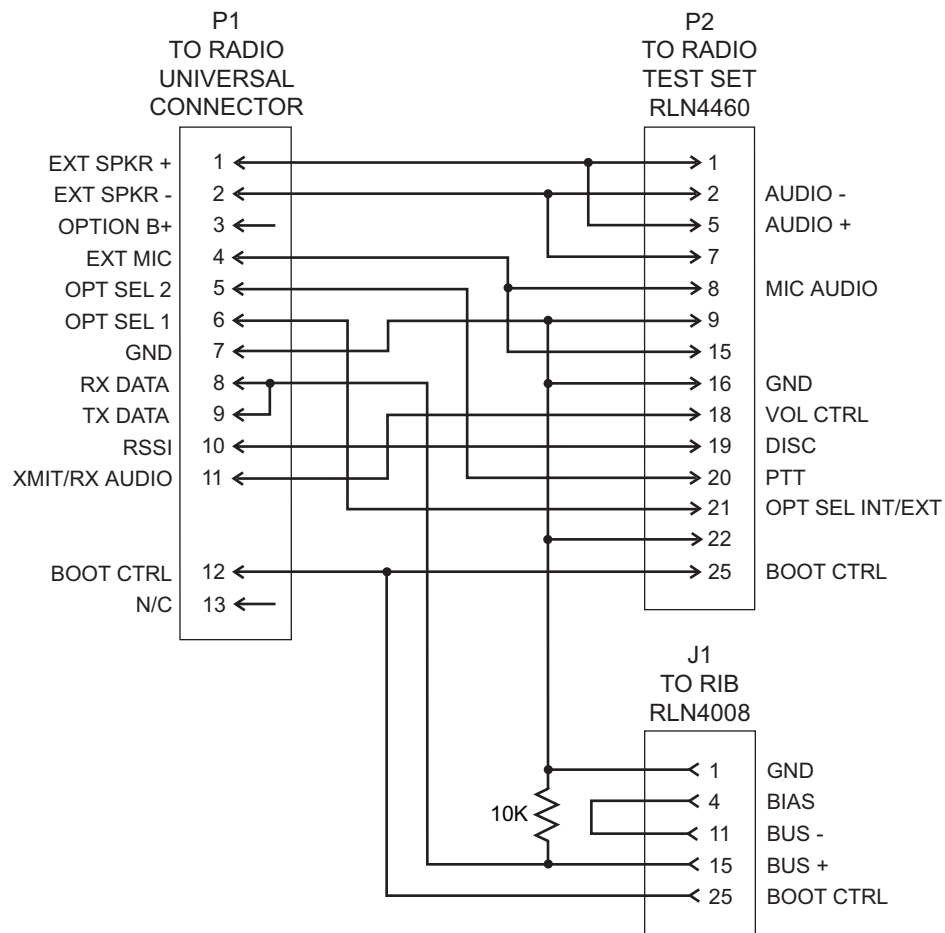 P1
TO RADIO
UNIVERSAL
CONNECTOR
EXT SPKR + 1
EXT SPKR - 2
OPTION B+ 3
EXT MIC 4
OPT SEL 2 5
OPT SEL 1 6
GND 7
RX DATA 8
TX DATA 9
RSSI 10
XMIT/RX AUDIO 11
BOOT CTRL 12
N/C 13
P2
TO RADIO
TEST SET
RLN4460
1
2 AUDIO -
5 AUDIO +
7
8 MIC AUDIO
9
15
16 GND
18 VOL CTRL
19 DISC
20 PTT
21 OPT SEL INT/EXT
22
25 BOOT CTRL
J1
TO RIB
RLN4008
1 GND
4 BIAS
11 BUS -
15 BUS +
25 BOOT CTRL
10K